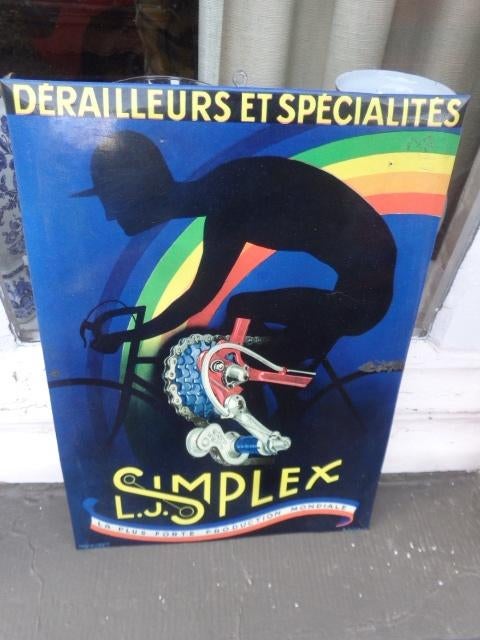 DÉRAILLEURS ET SPÉCIALITÉS
SIMPLEX
L.J.
LA PLUS FORTE PRODUCTION MONDIALE